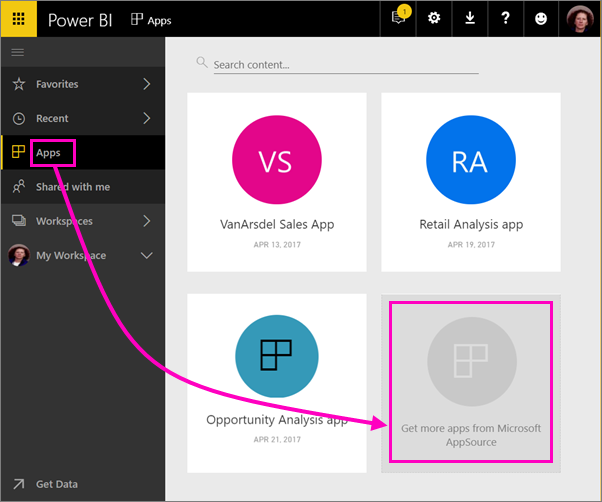 Power BI
Apps
1
?
Favorites
Recent
Apps
Shared with me
Workspaces
My Workspace
Get Data
Search content...
VS
VanArsdel Sales App
APR 13, 2017
RA
Retail Analysis app
APR 19, 2017
Opportunity Analysis app
APR 21, 2017
Get more apps from Microsoft
AppSource